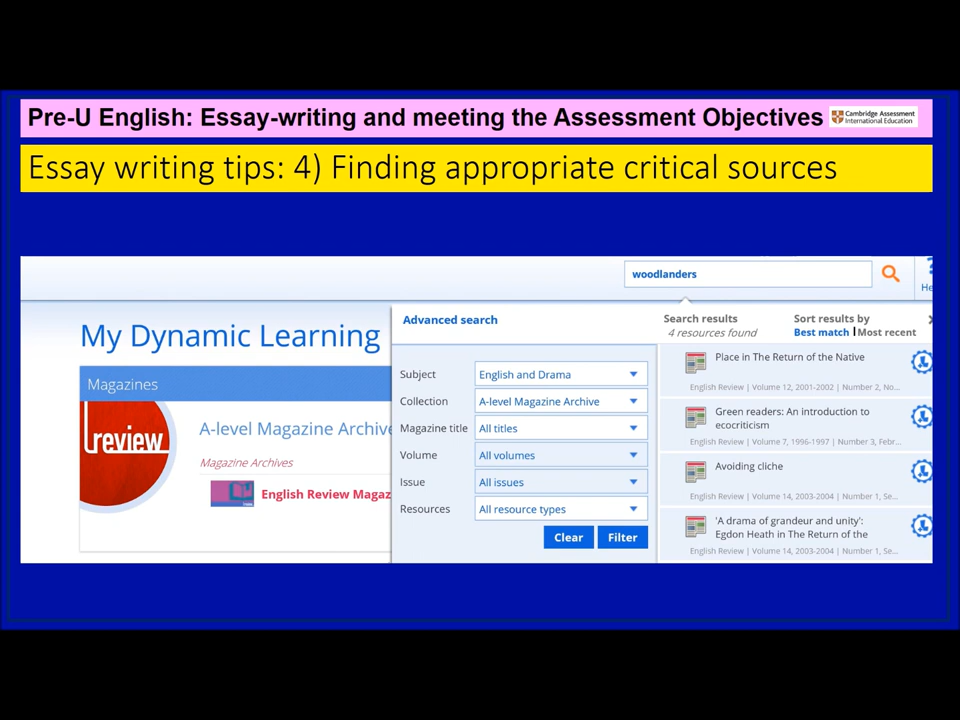 Pre-U English: Essay-writing and meeting the Assessment Objectives
Cambridge Assessment
International Education
Essay writing tips: 4) Finding appropriate critical sources
woodlanders
My Dynamic Learning
Advanced search
Search results
4 resources found
Sort results by
Best match | Most recent
Magazines
review
A-level Magazine Archive
Magazine Archives
English Review Magaz
Subject
English and Drama
Collection
A-level Magazine Archive
Magazine title
All titles
Volume
All volumes
Issue
All issues
Resources
All resource types
Clear
Filter
Place in The Return of the Native
English Review | Volume 12, 2001-2002 | Number 2, No...
Green readers: An introduction to
ecocriticism
English Review | Volume 7, 1996-1997 | Number 3, Febr...
Avoiding cliche
English Review | Volume 14, 2003-2004 | Number 1, Se...
'A drama of grandeur and unity':
Egdon Heath in The Return of the
English Review | Volume 14, 2003-2004 | Number 1, Se...